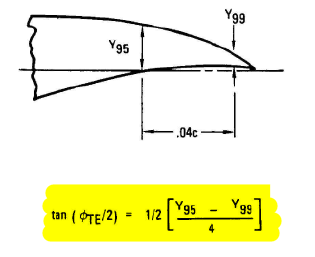 Y99
Y95
.04c
tan (ϕTE/2) = 1/2 [Y95 − Y99 / 4]